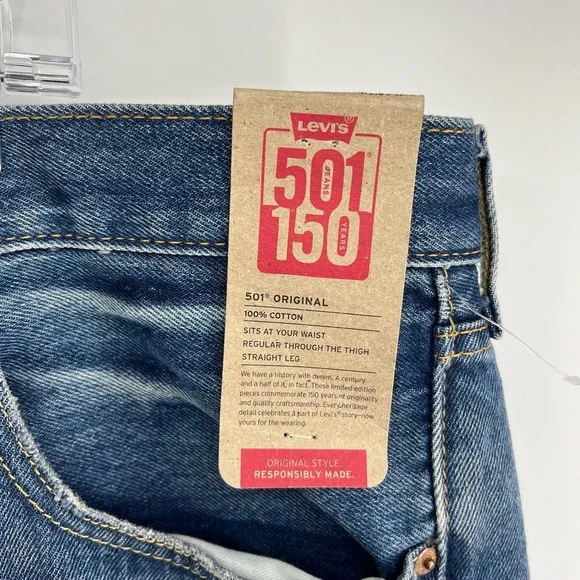 Levi's®
501®
JEANS
150
YEARS
501® ORIGINAL
100% COTTON
SITS AT YOUR WAIST
REGULAR THROUGH THE THIGH
STRAIGHT LEG
We have a history with denim. A century
and a half of it, in fact. These limited-edition
pieces commemorate 150 years of originality
and quality craftsmanship. Every heritage
detail celebrates a part of Levi's® story–now
yours for the wearing.
ORIGINAL STYLE.
RESPONSIBLY MADE.